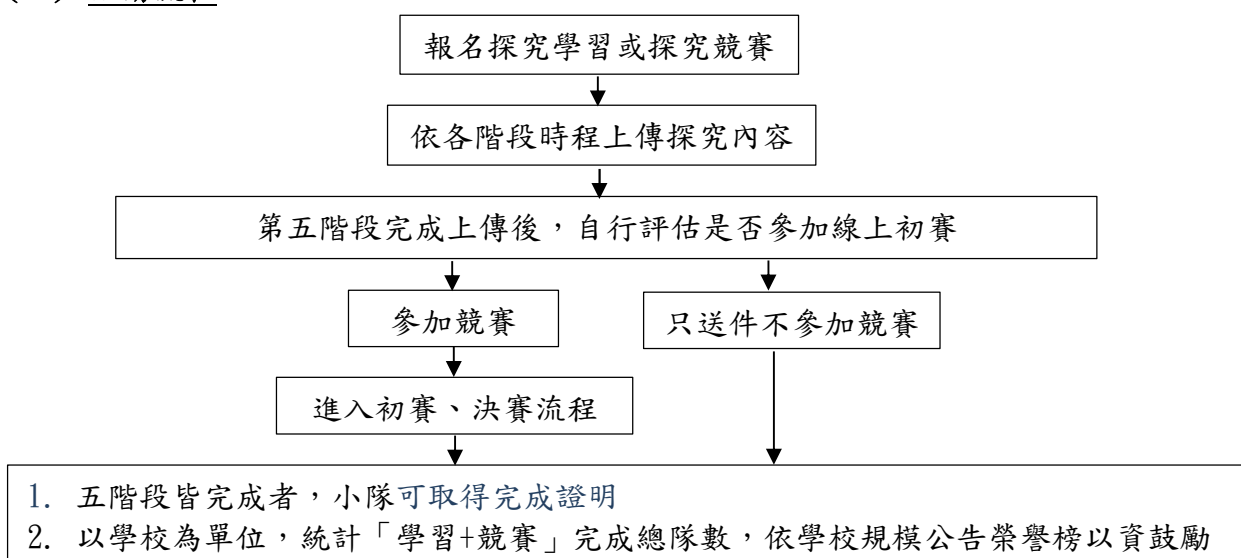 報名探究學習或探究競賽
依各階段時程上傳探究內容
第五階段完成上傳後，自行評估是否參加線上初賽
參加競賽
只送件不參加競賽
進入初賽、決賽流程
1. 五階段皆完成者，小隊可取得完成證明
2. 以學校為單位，統計「學習+競賽」完成總隊數，依學校規模公告榮譽榜以資鼓勵